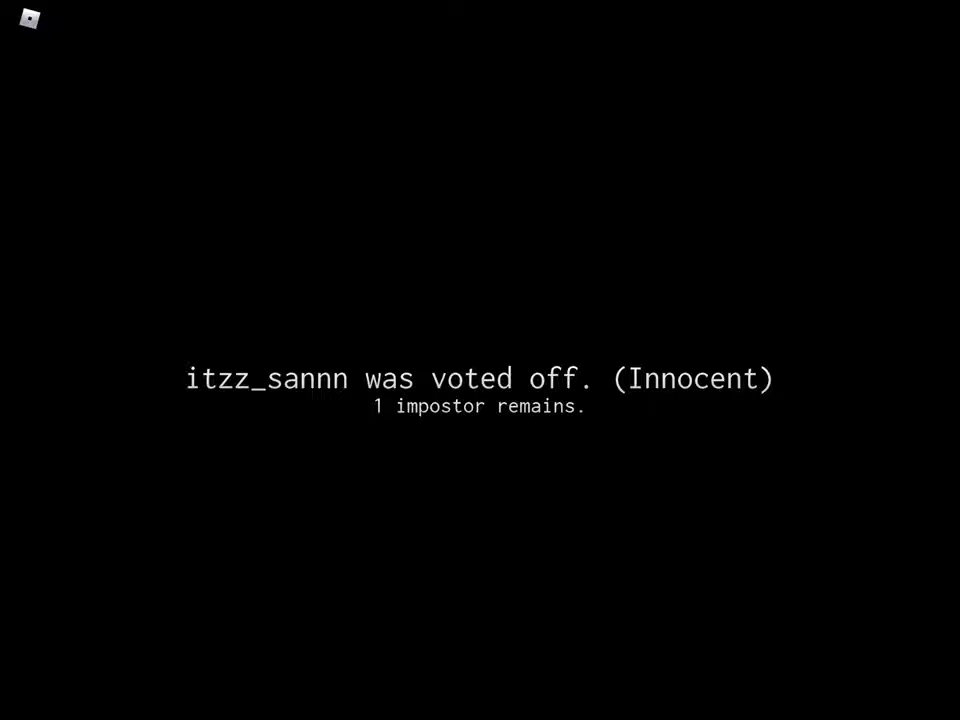 itzz_sannn was voted off. (Innocent)
1 impostor remains.